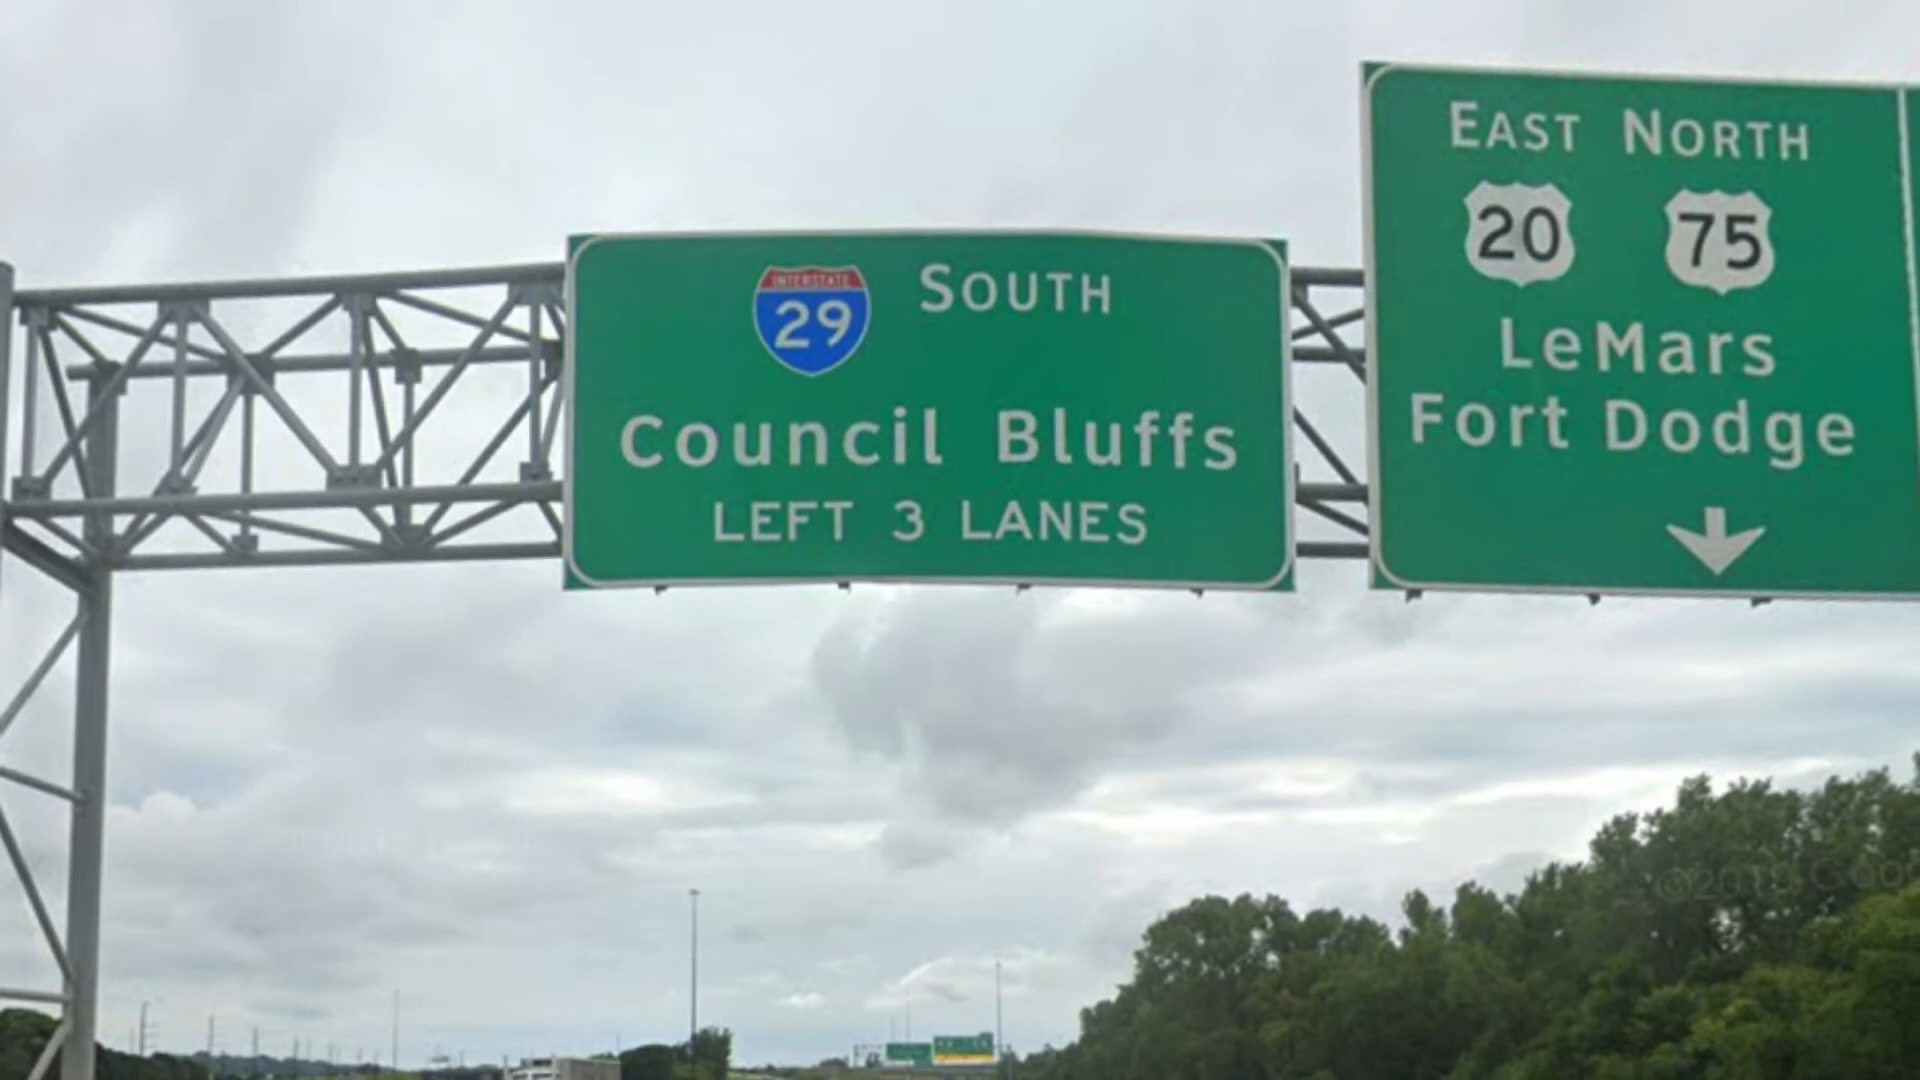 INTERSTATE
29
SOUTH
Council Bluffs
LEFT 3 LANES
EAST NORTH
20 75
LeMars
Fort Dodge